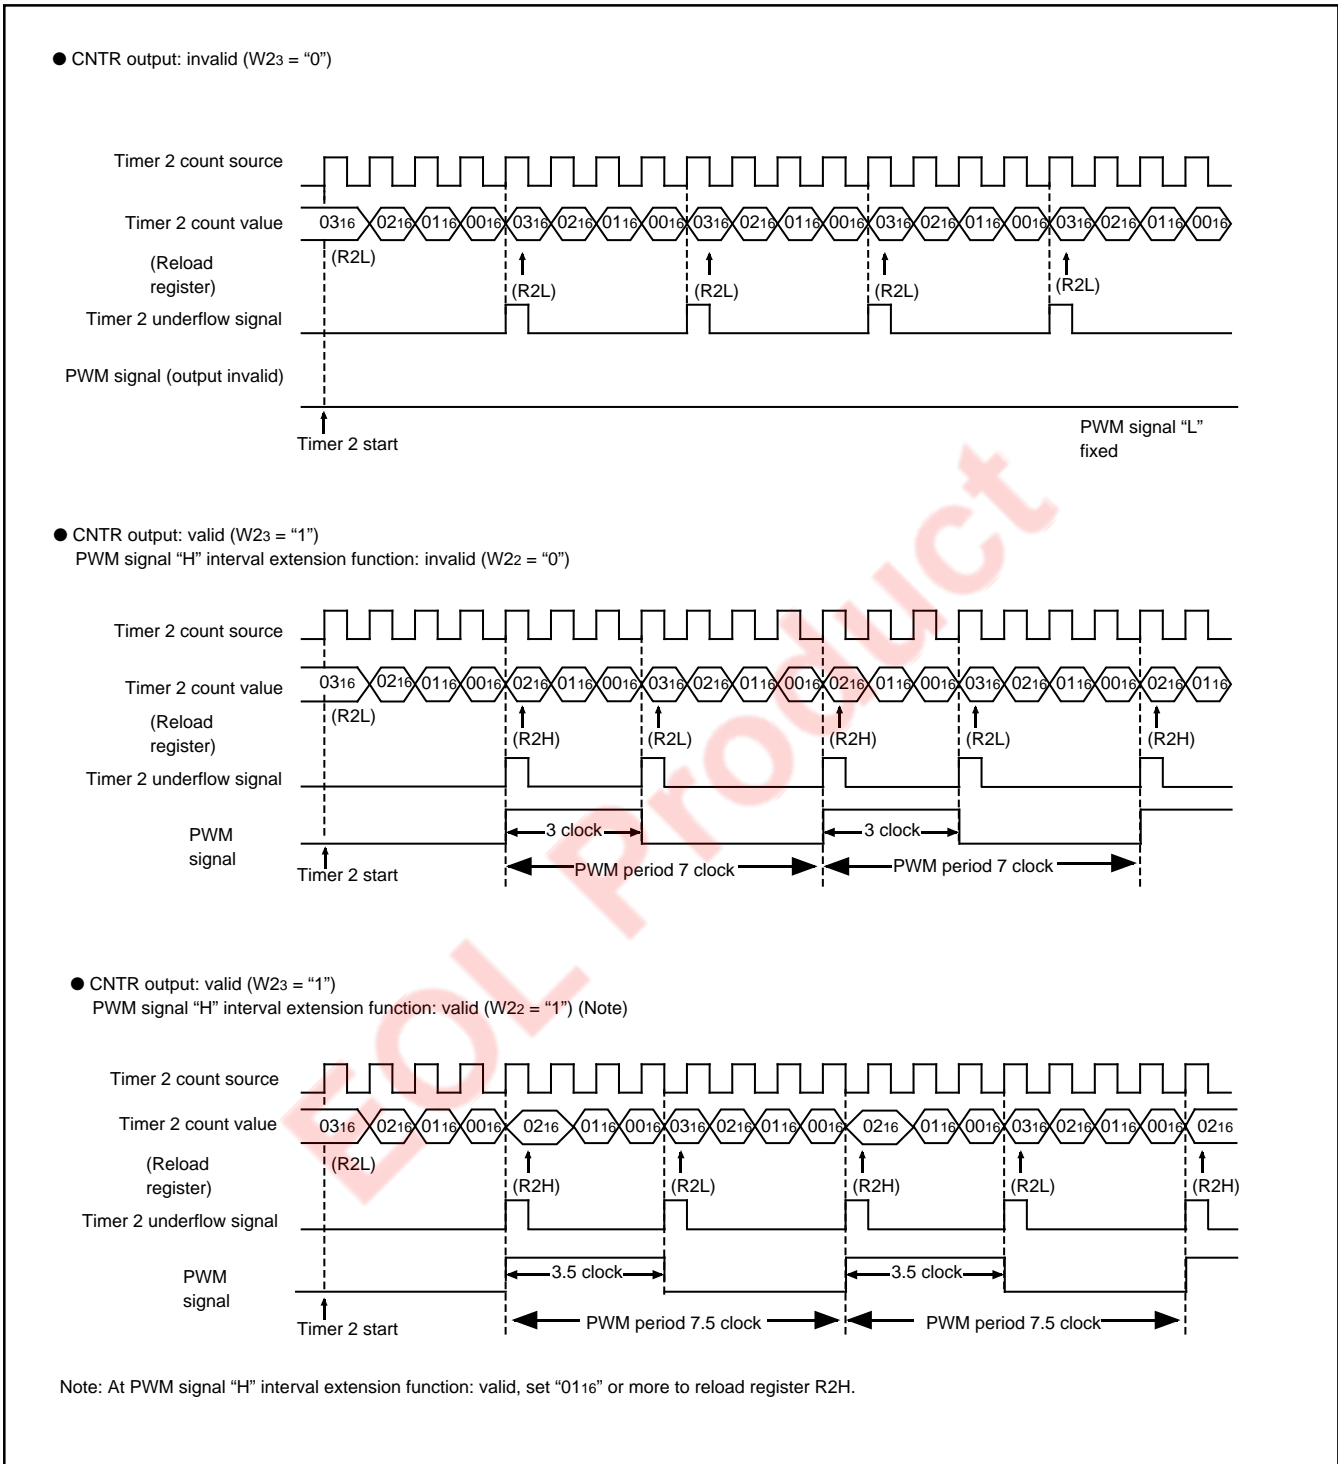 ● CNTR output: invalid (W23 = “0”)
Timer 2 count source
Timer 2 count value
0316 0216 0116 0016 0316 0216 0116 0016 0316 0216 0116 0016 0316 0216 0116 0016 0316 0216 0116 0016
(Reload
register)
(R2L) (R2L) (R2L) (R2L) (R2L)
Timer 2 underflow signal
PWM signal (output invalid)
Timer 2 start
PWM signal “L”
fixed
● CNTR output: valid (W23 = “1”)
PWM signal “H” interval extension function: invalid (W22 = “0”)
Timer 2 count source
Timer 2 count value
0316 0216 0116 0016 0216 0116 0016 0316 0216 0116 0016 0216 0116 0016 0316 0216 0116 0016 0216 0116
(Reload
register)
(R2L) (R2H) (R2L) (R2H) (R2L) (R2H)
Timer 2 underflow signal
PWM
signal
3 clock 3 clock
PWM period 7 clock PWM period 7 clock
Timer 2 start
● CNTR output: valid (W23 = “1”)
PWM signal “H” interval extension function: valid (W22 = “1”) (Note)
Timer 2 count source
Timer 2 count value
0316 0216 0116 0016 0216 0116 0016 0316 0216 0116 0016 0216 0116 0016 0316 0216 0116 0016 0216
(Reload
register)
(R2L) (R2H) (R2L) (R2H) (R2L) (R2H)
Timer 2 underflow signal
PWM
signal
3.5 clock 3.5 clock
PWM period 7.5 clock PWM period 7.5 clock
Timer 2 start
Note: At PWM signal “H” interval extension function: valid, set “0116” or more to reload register R2H.
EOL Product